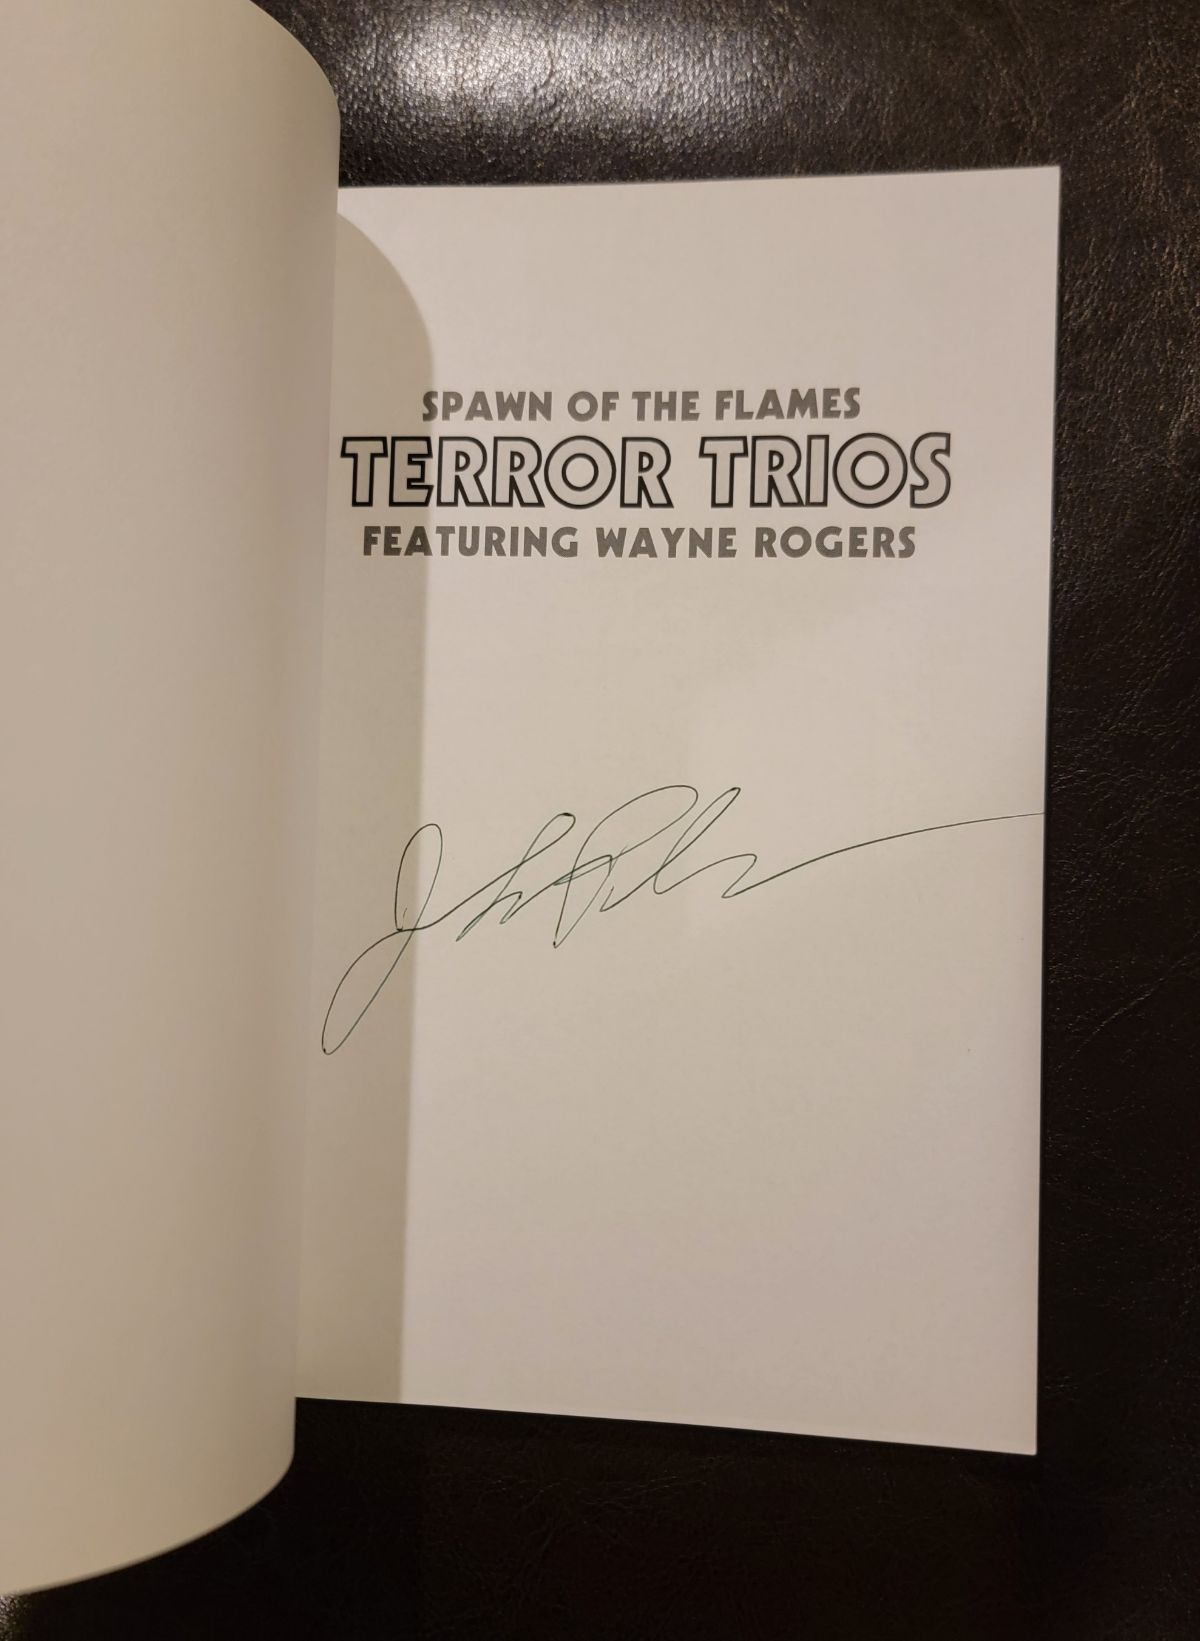 SPAWN OF THE FLAMES
TERROR TRIOS
FEATURING WAYNE ROGERS